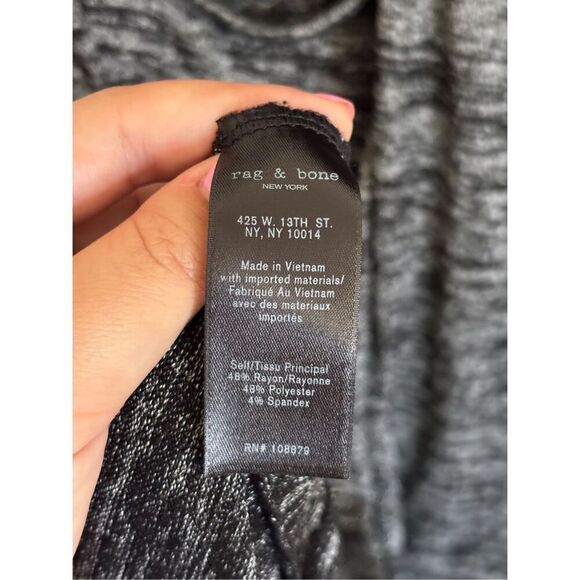 rag & bone
NEW YORK
425 W. 13TH ST.
NY, NY 10014
Made in Vietnam
with imported materials/
Fabriqué Au Vietnam
avec des materiaux
importés
Self/Tissu Principal
48% Rayon/Rayonne
48% Polyester
4% Spandex
RN# 108879